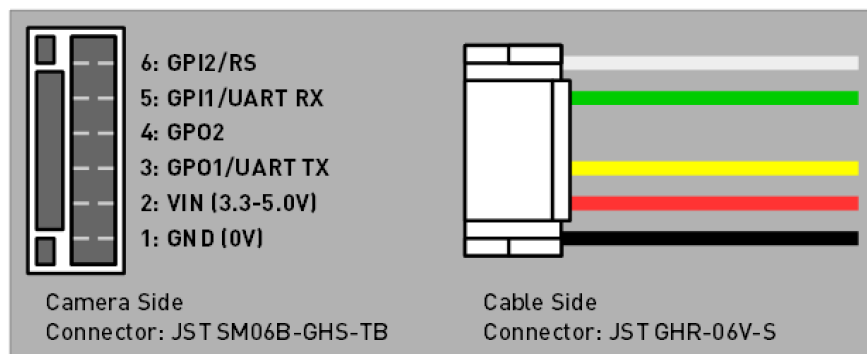 6: GPI2/RS
5: GPI1/UART RX
4: GPO2
3: GPO1/UART TX
2: VIN (3.3-5.0V)
1: GND (0V)
Camera Side
Connector: JST SM06B-GHS-TB
Cable Side
Connector: JST GHR-06V-S